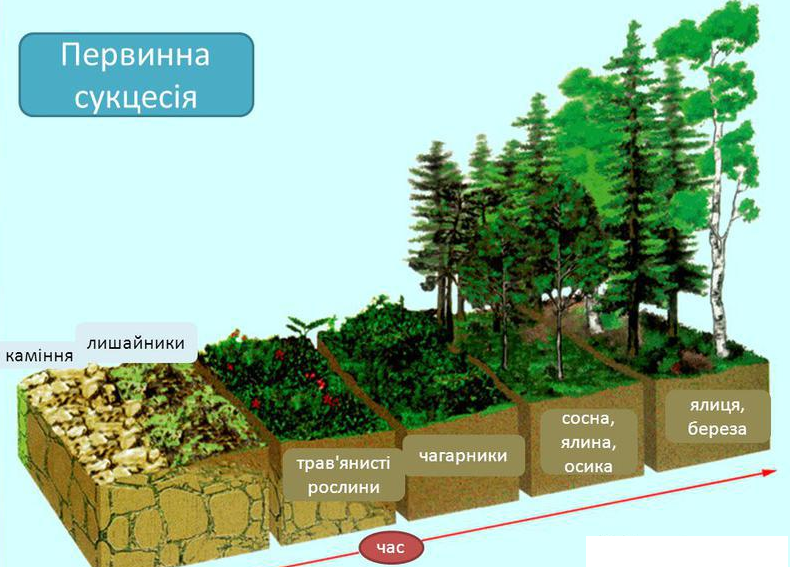 Первинна
сукцесія
каміння
лишайники
трав'янисті
рослини
чагарники
сосна,
ялина,
осика
ялиця,
береза
час